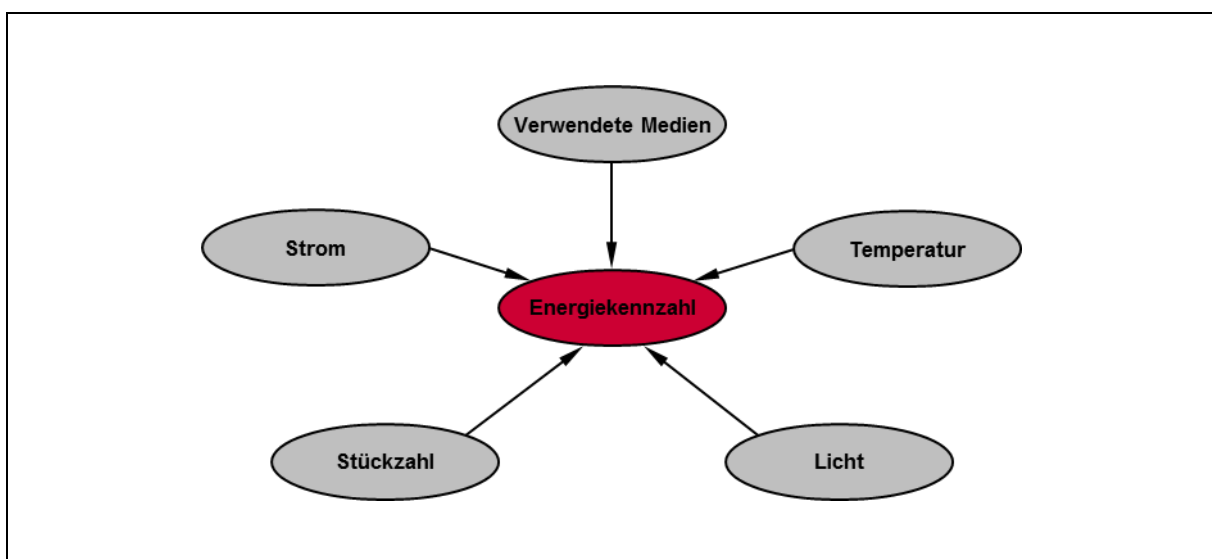 Verwendete Medien
Strom
Temperatur
Energiekennzahl
Stückzahl
Licht